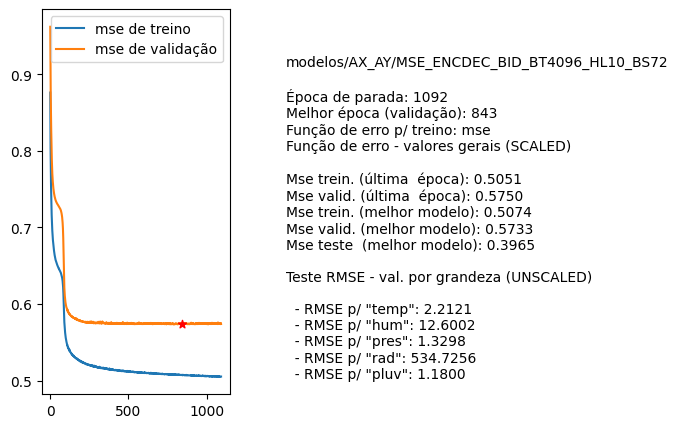 mse de treino
mse de validação
0.9
0.8
0.7
0.6
0.5
0
500
1000
modelos/AX_AY/MSE_ENCDEC_BID_BT4096_HL10_BS72
Época de parada: 1092
Melhor época (validação): 843
Função de erro p/ treino: mse
Função de erro - valores gerais (SCALED)
Mse trein. (última  época): 0.5051
Mse valid. (última  época): 0.5750
Mse trein. (melhor modelo): 0.5074
Mse valid. (melhor modelo): 0.5733
Mse teste  (melhor modelo): 0.3965
Teste RMSE - val. por grandeza (UNSCALED)
- RMSE p/ "temp": 2.2121
- RMSE p/ "hum": 12.6002
- RMSE p/ "pres": 1.3298
- RMSE p/ "rad": 534.7256
- RMSE p/ "pluv": 1.1800